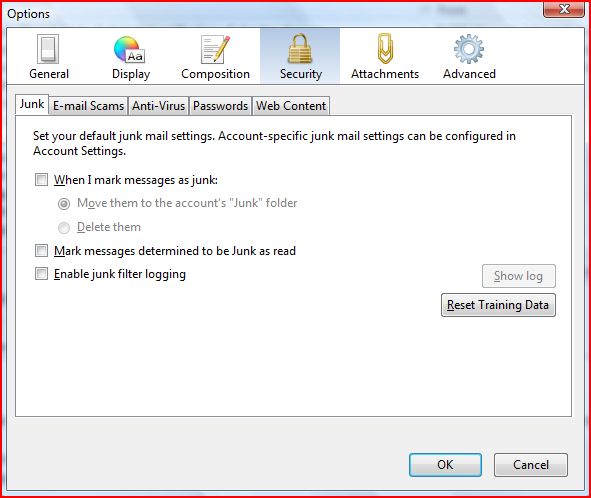 Options
General
Display
Composition
Security
Attachments
Advanced
Junk
E-mail Scams
Anti-Virus
Passwords
Web Content
Set your default junk mail settings. Account-specific junk mail settings can be configured in
Account Settings.
When I mark messages as junk:
Move them to the account's "Junk" folder
Delete them
Mark messages determined to be Junk as read
Enable junk filter logging
Show log
Reset Training Data
OK
Cancel